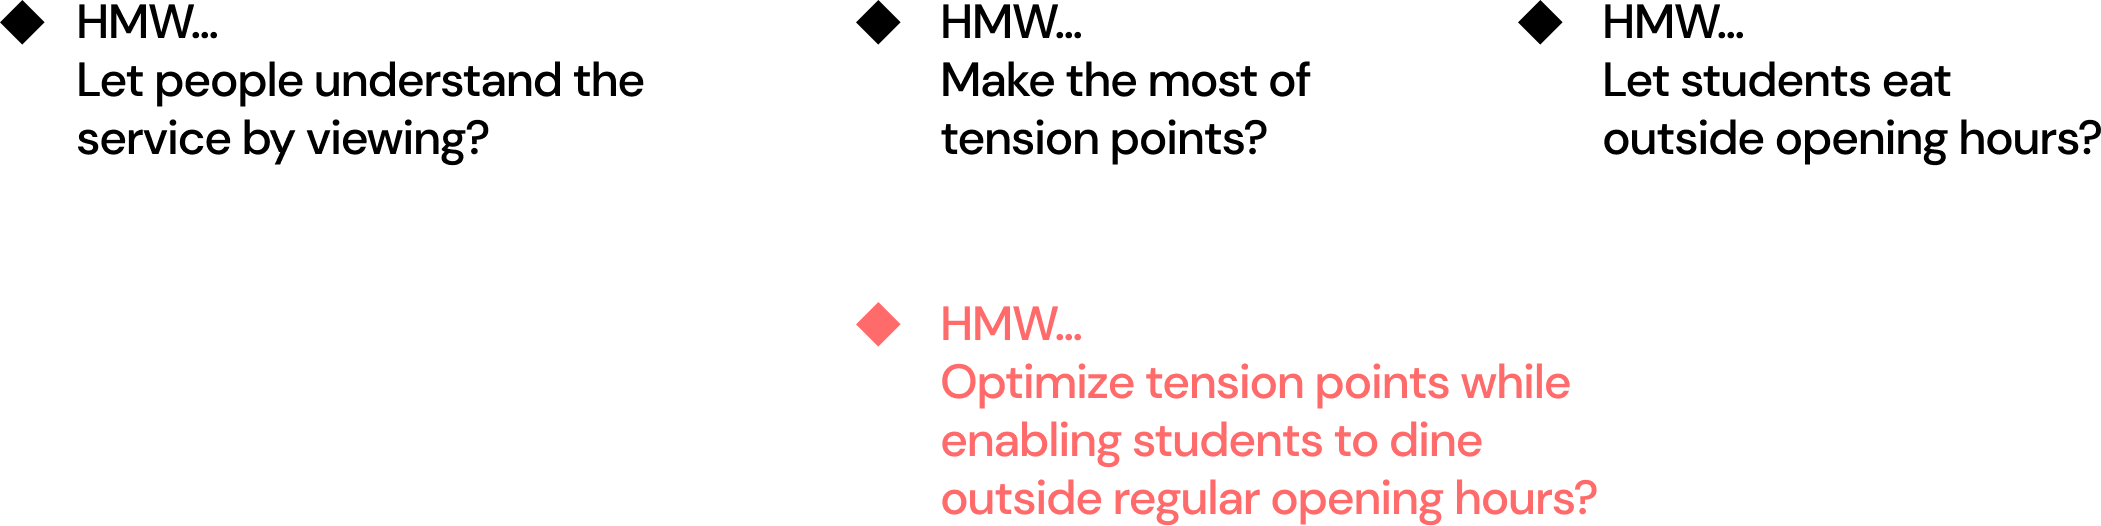 HMW...
Let people understand the
service by viewing?
HMW...
Make the most of
tension points?
HMW...
Let students eat
outside opening hours?
HMW...
Optimize tension points while
enabling students to dine
outside regular opening hours?